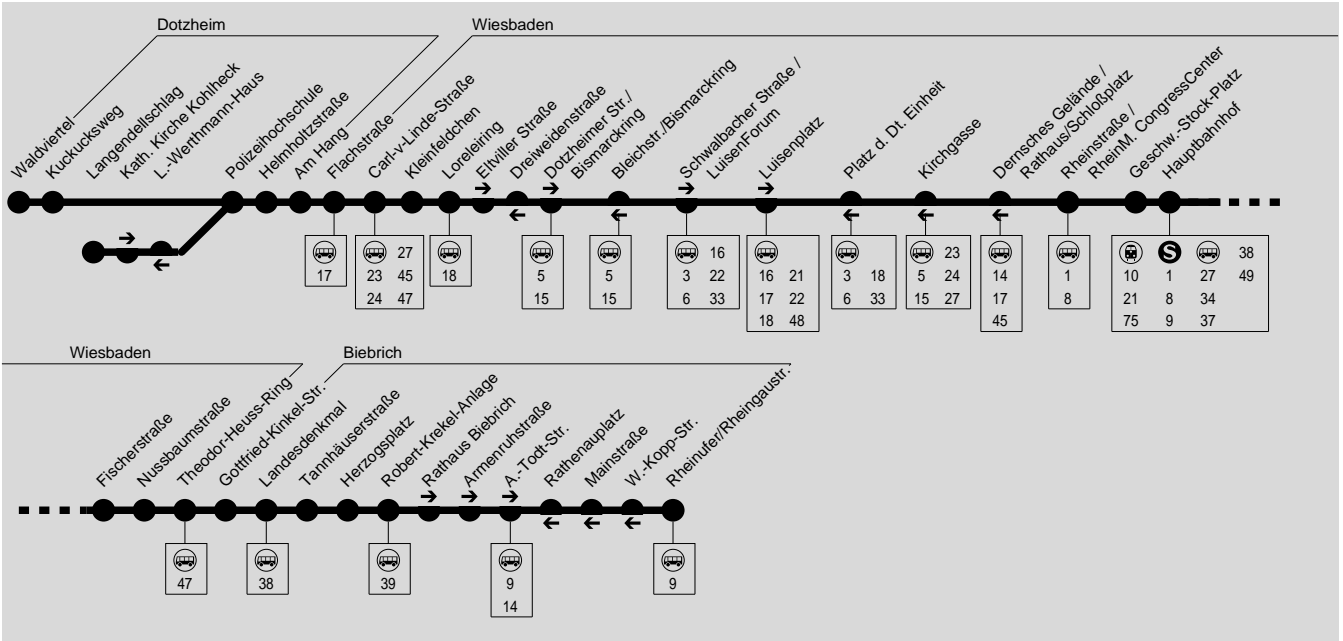 Dotzheim
Wiesbaden
Waldviertel
Kuckucksweg
Langendellschlag
Kath. Kirche Kohlheck
L.-Werthmann-Haus
Polizeihochschule
Helmholtzstraße
Am Hang
Flachstraße
Carl-v-Linde-Straße
Kleinfeldchen
Loreleiring
Eltviller Straße
Dreiweidenstraße
Dotzheimer Str./
Bismarckring
Bleichstr./Bismarckring
Schwalbacher Straße /
LuisenForum
Luisenplatz
Platz d. Dt. Einheit
Kirchgasse
Dernsches Gelände /
Rathaus/Schloßplatz
Rheinstraße /
RheinM. CongressCenter
Geschw.-Stock-Platz
Hauptbahnhof
17
27
23 45
24 47
18
5
15
5
15
16
3 22
6 33
16 21
17 22
18 48
3 18
6 33
23
5 24
15 27
14
17
45
1
8
S 38
10 1 27 49
21 8 34
75 9 37
Wiesbaden
Biebrich
Fischerstraße
Nussbaumstraße
Theodor-Heuss-Ring
Gottfried-Kinkel-Str.
Landesdenkmal
Tannhäuserstraße
Herzogsplatz
Robert-Krekel-Anlage
Rathaus Biebrich
Armenruhstraße
A.-Todt-Str.
Rathenauplatz
Mainstraße
W.-Kopp-Str.
Rheinufer/Rheingaustr.
47
38
39
9
14
9